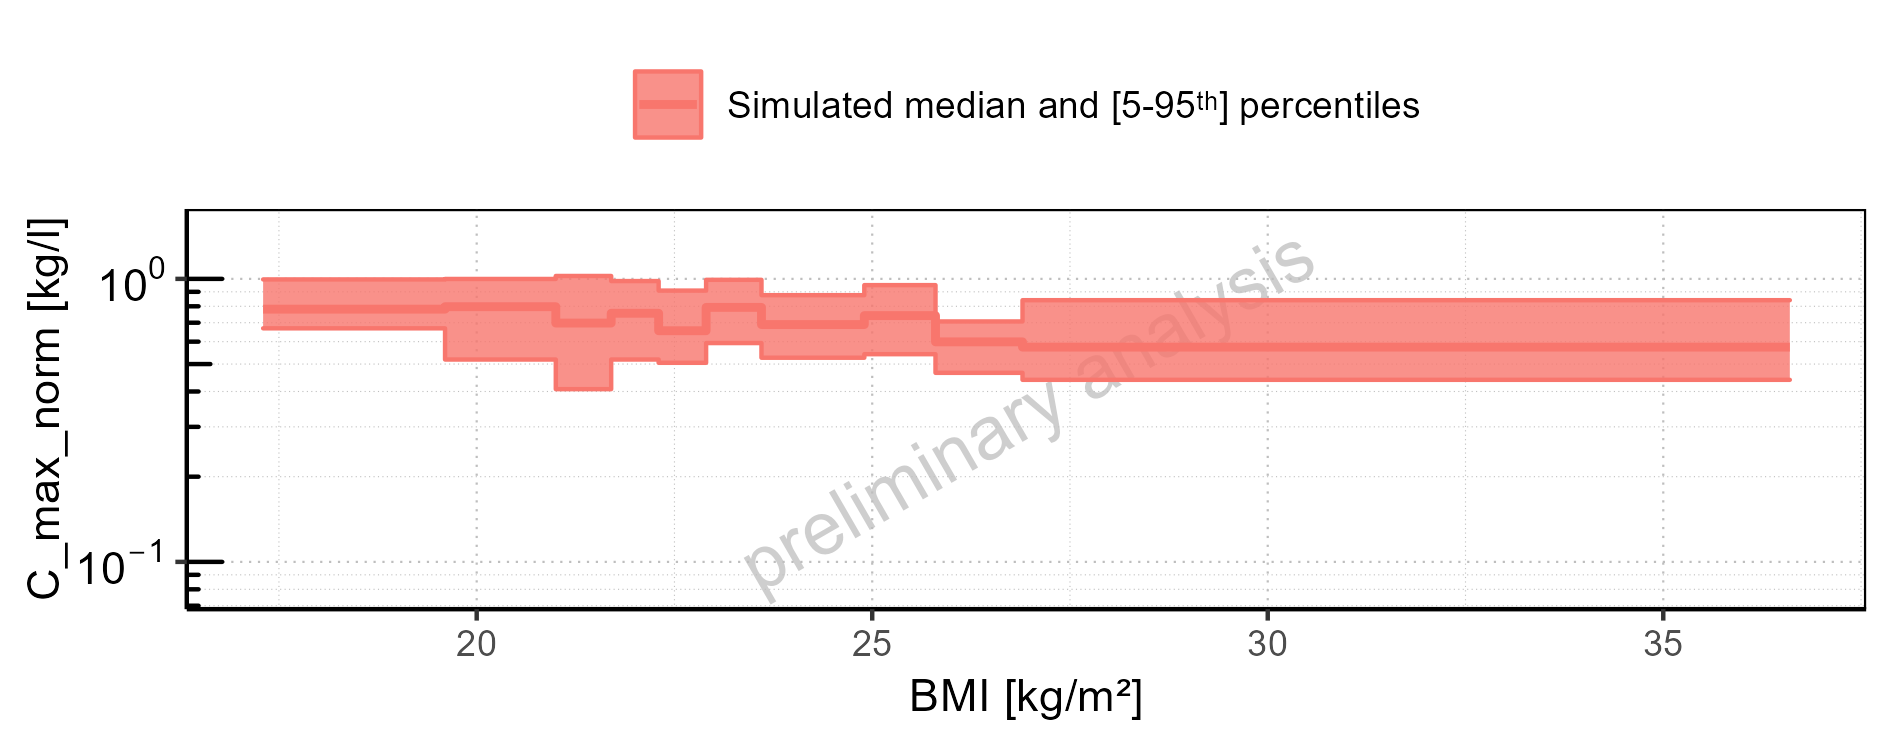 Simulated median and [5-95ᵗʰ] percentiles
C_max_norm [kg/l]
10⁰
10⁻¹
preliminary analysis
20 25 30 35
BMI [kg/m²]